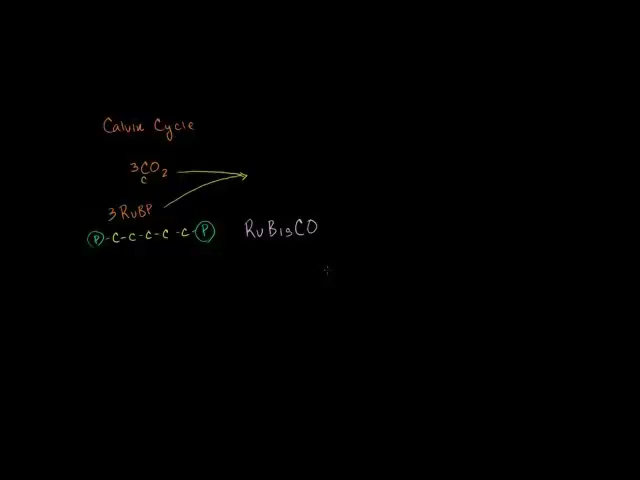 Calvin Cycle
3CO2
C
3 RuBP
P-C-C-C-C-C-P RuBisCO